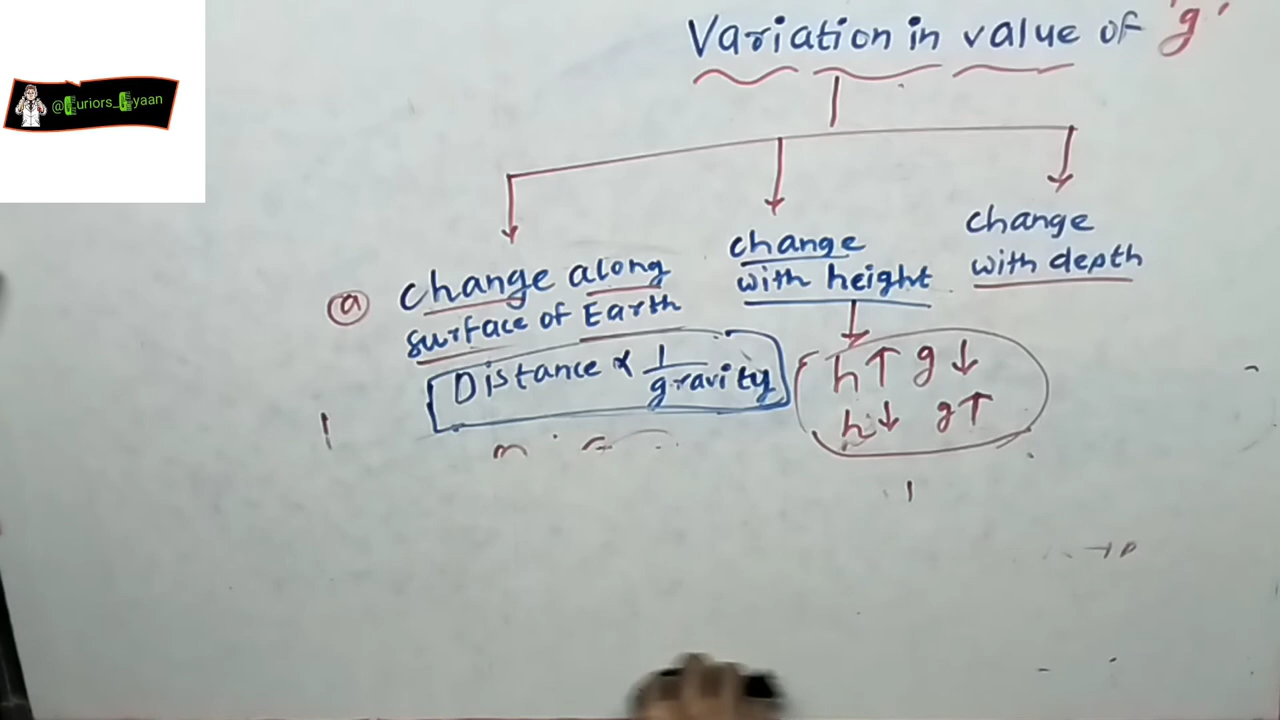 @Curiors_Gyaan
Variation in value of 'g'
change along
surface of Earth
change
with height
change
with depth
(a)
Distance ∝ 1/gravity
h↑ g↓
h↓ g↑